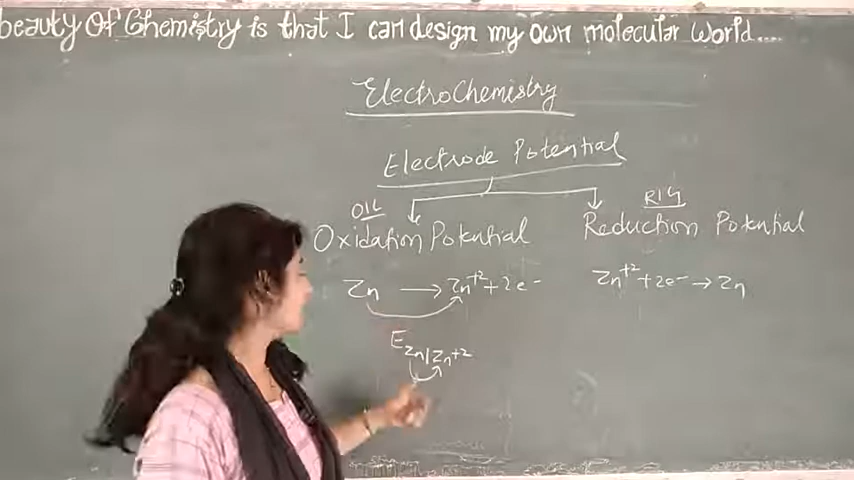 beauty Of Chemistry is that I can design my own molecular world....
ElectroChemistry
Electrode Potential
OIL RIG
Oxidation Potential Reduction Potential
Zn → Zn+2 + 2e- Zn+2 + 2e- → Zn
E Zn|Zn+2